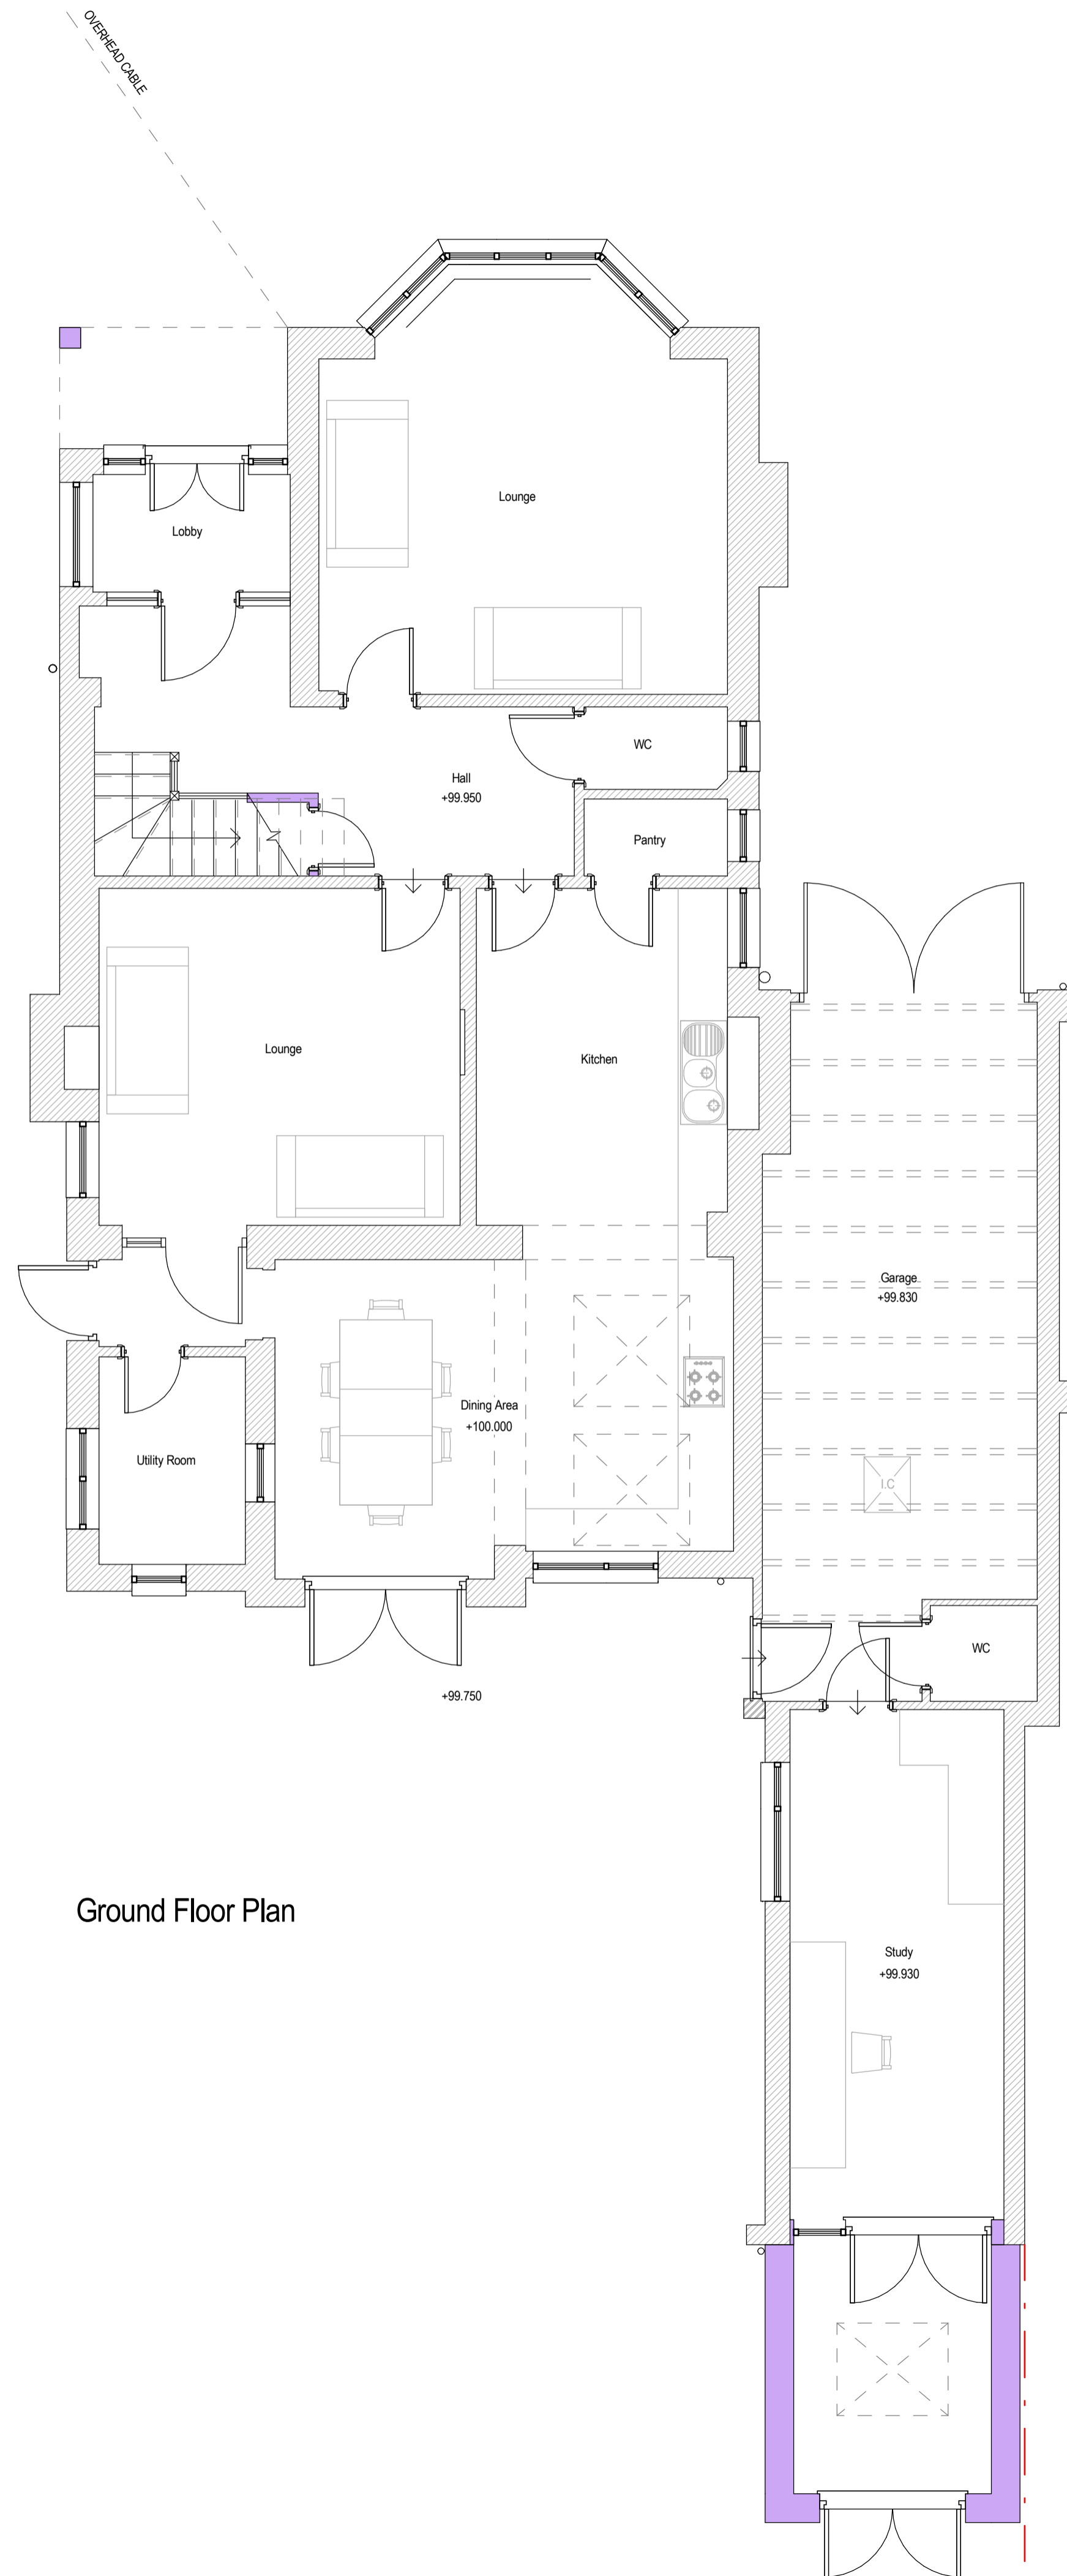 OVERHEAD CABLE
Lounge
Lobby
WC
Hall
+99.950
Pantry
Lounge
Kitchen
Garage
+99.830
Dining Area
+100.000
Utility Room
I.C
WC
+99.750
Ground Floor Plan
Study
+99.930